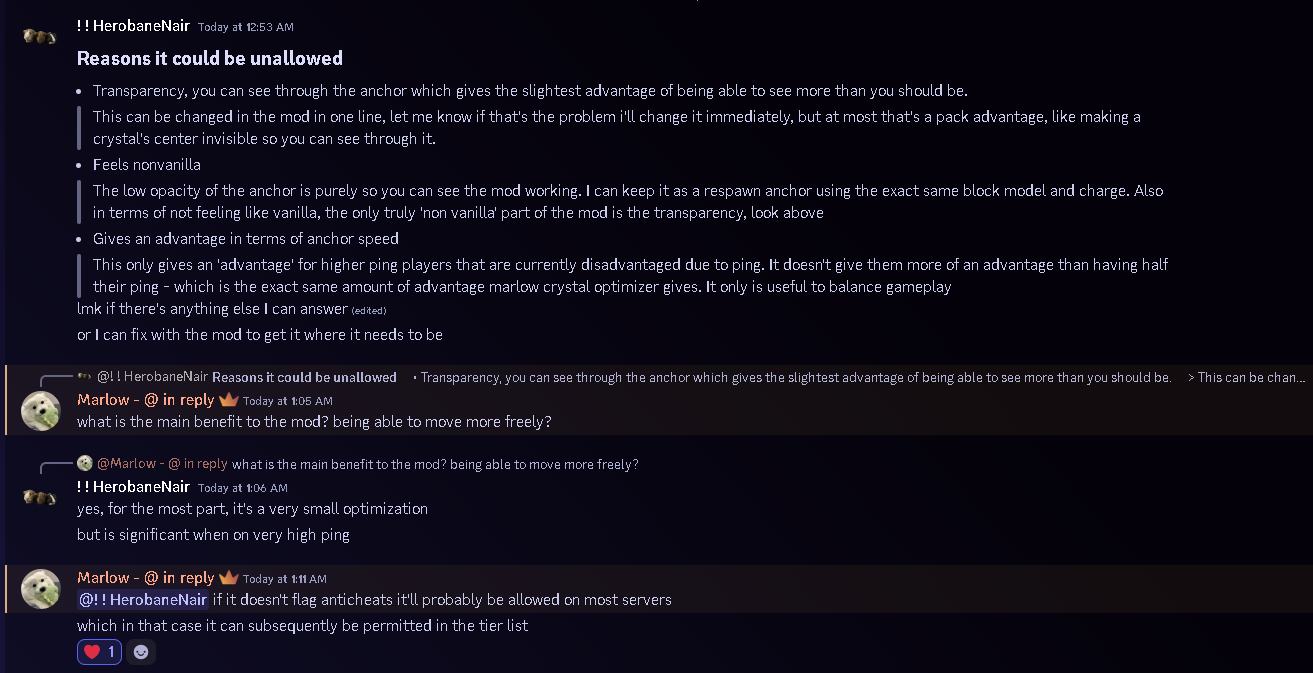 ! ! HerobaneNair Today at 12:53 AM
Reasons it could be unallowed
• Transparency, you can see through the anchor which gives the slightest advantage of being able to see more than you should be.
This can be changed in the mod in one line, let me know if that's the problem i'll change it immediately, but at most that's a pack advantage, like making a
crystal's center invisible so you can see through it.
• Feels nonvanilla
The low opacity of the anchor is purely so you can see the mod working. I can keep it as a respawn anchor using the exact same block model and charge. Also
in terms of not feeling like vanilla, the only truly 'non vanilla' part of the mod is the transparency, look above
• Gives an advantage in terms of anchor speed
This only gives an 'advantage' for higher ping players that are currently disadvantaged due to ping. It doesn't give them more of an advantage than having half
their ping - which is the exact same amount of advantage marlow crystal optimizer gives. It only is useful to balance gameplay
lmk if there's anything else I can answer (edited)
or I can fix with the mod to get it where it needs to be
@! ! HerobaneNair Reasons it could be unallowed • Transparency, you can see through the anchor which gives the slightest advantage of being able to see more than you should be. > This can be chan...
Marlow - @ in reply Today at 1:05 AM
what is the main benefit to the mod? being able to move more freely?
@Marlow - @ in reply what is the main benefit to the mod? being able to move more freely?
! ! HerobaneNair Today at 1:06 AM
yes, for the most part, it's a very small optimization
but is significant when on very high ping
Marlow - @ in reply Today at 1:11 AM
@! ! HerobaneNair if it doesn't flag anticheats it'll probably be allowed on most servers
which in that case it can subsequently be permitted in the tier list
1